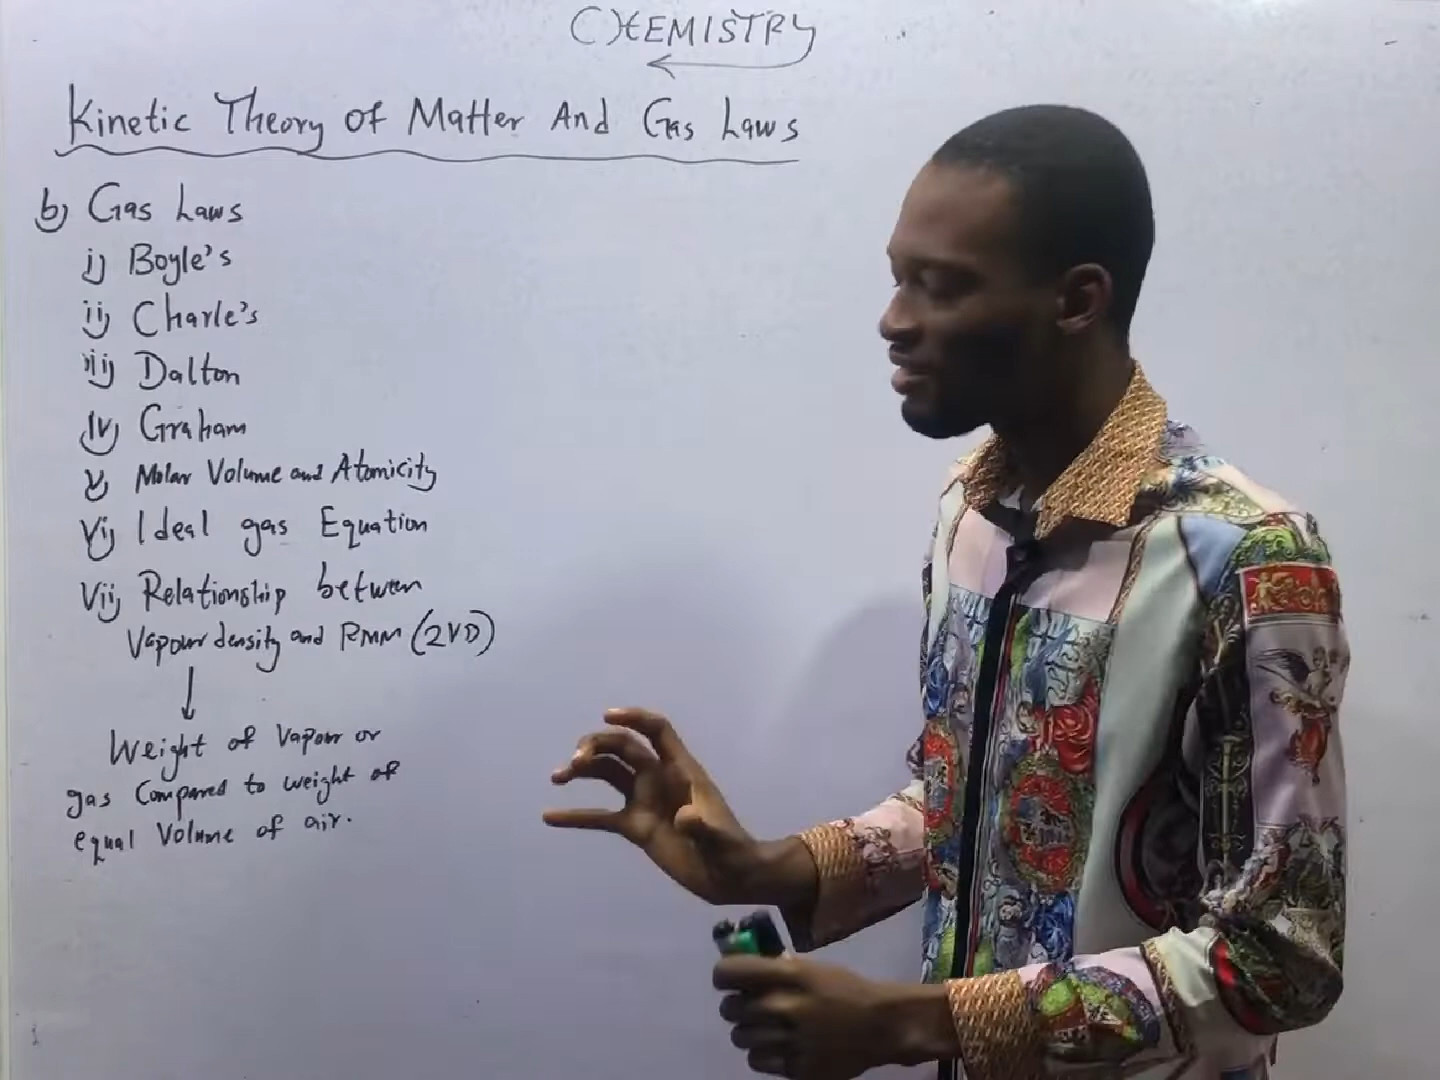 CHEMISTRY
Kinetic Theory of Matter And Gas Laws
b) Gas Laws
i) Boyle's
ii) Charle's
iii) Dalton
iv) Graham
v) Molar Volume and Atomicity
vi) Ideal gas Equation
vii) Relationship between
Vapour density and RMM (2VD)
Weight of Vapour or
gas Compared to weight of
equal Volume of air.